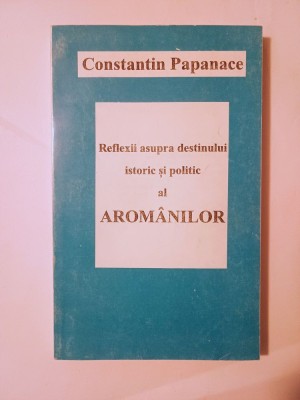 Constantin Papanace
Reflexii asupra destinului
istoric și politic
al
AROMÂNILOR